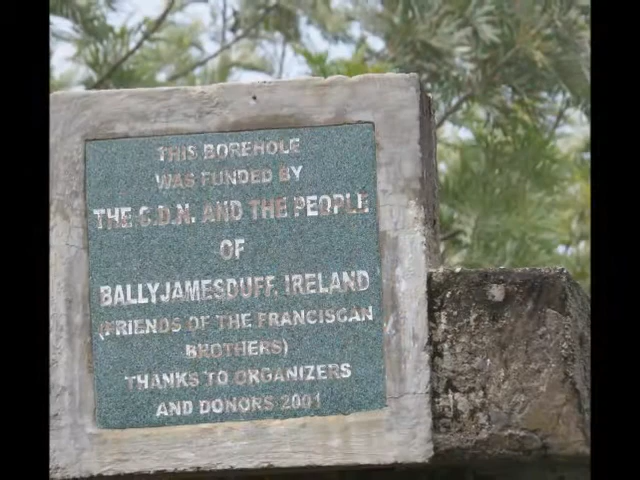 THIS BOREHOLE
WAS FUNDED BY
THE C.D.N. AND THE PEOPLE
OF
BALLYJAMESDUFF, IRELAND
(FRIENDS OF THE FRANCISCAN
BROTHERS)
THANKS TO ORGANIZERS
AND DONORS 2001